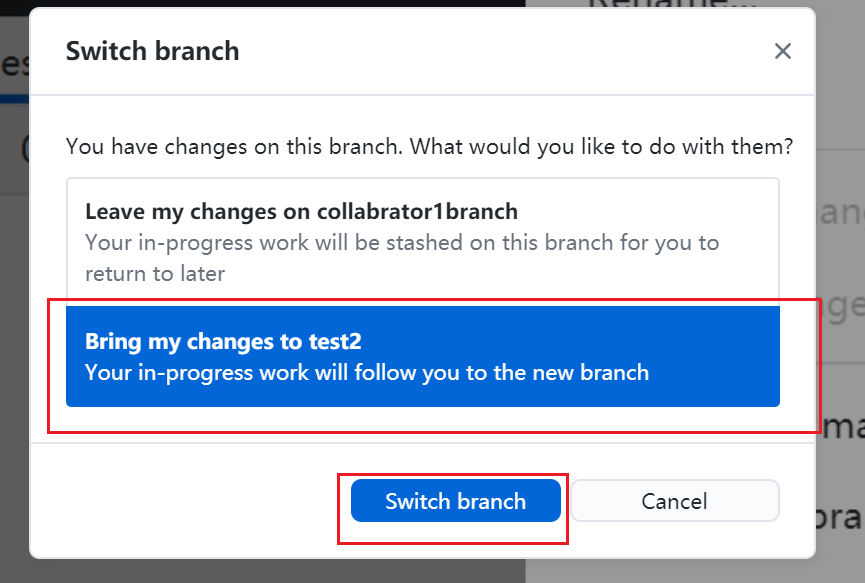 Rename...
Switch branch
You have changes on this branch. What would you like to do with them?
Leave my changes on collabrator1branch
Your in-progress work will be stashed on this branch for you to
return to later
Bring my changes to test2
Your in-progress work will follow you to the new branch
Switch branch
Cancel